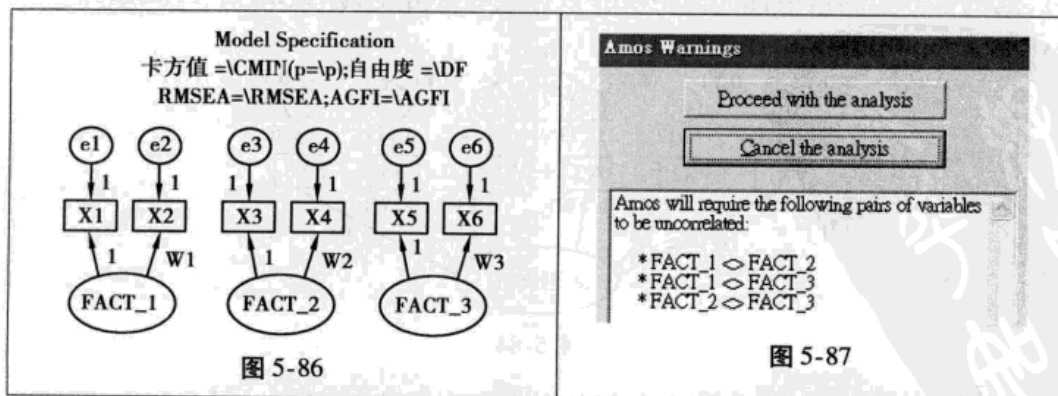 Model Specification
卡方值 =\CMIN(p=\p);自由度 =\DF
RMSEA=\RMSEA;AGFI=\AGFI
e1 e2 e3 e4 e5 e6
1 1 1 1 1 1
X1 X2 X3 X4 X5 X6
1 W1 1 W2 1 W3
FACT_1 FACT_2 FACT_3
图 5-86
Amos Warnings
Proceed with the analysis
Cancel the analysis
Amos will require the following pairs of variables
to be uncorrelated:
*FACT_1 <> FACT_2
*FACT_1 <> FACT_3
*FACT_2 <> FACT_3
图 5-87